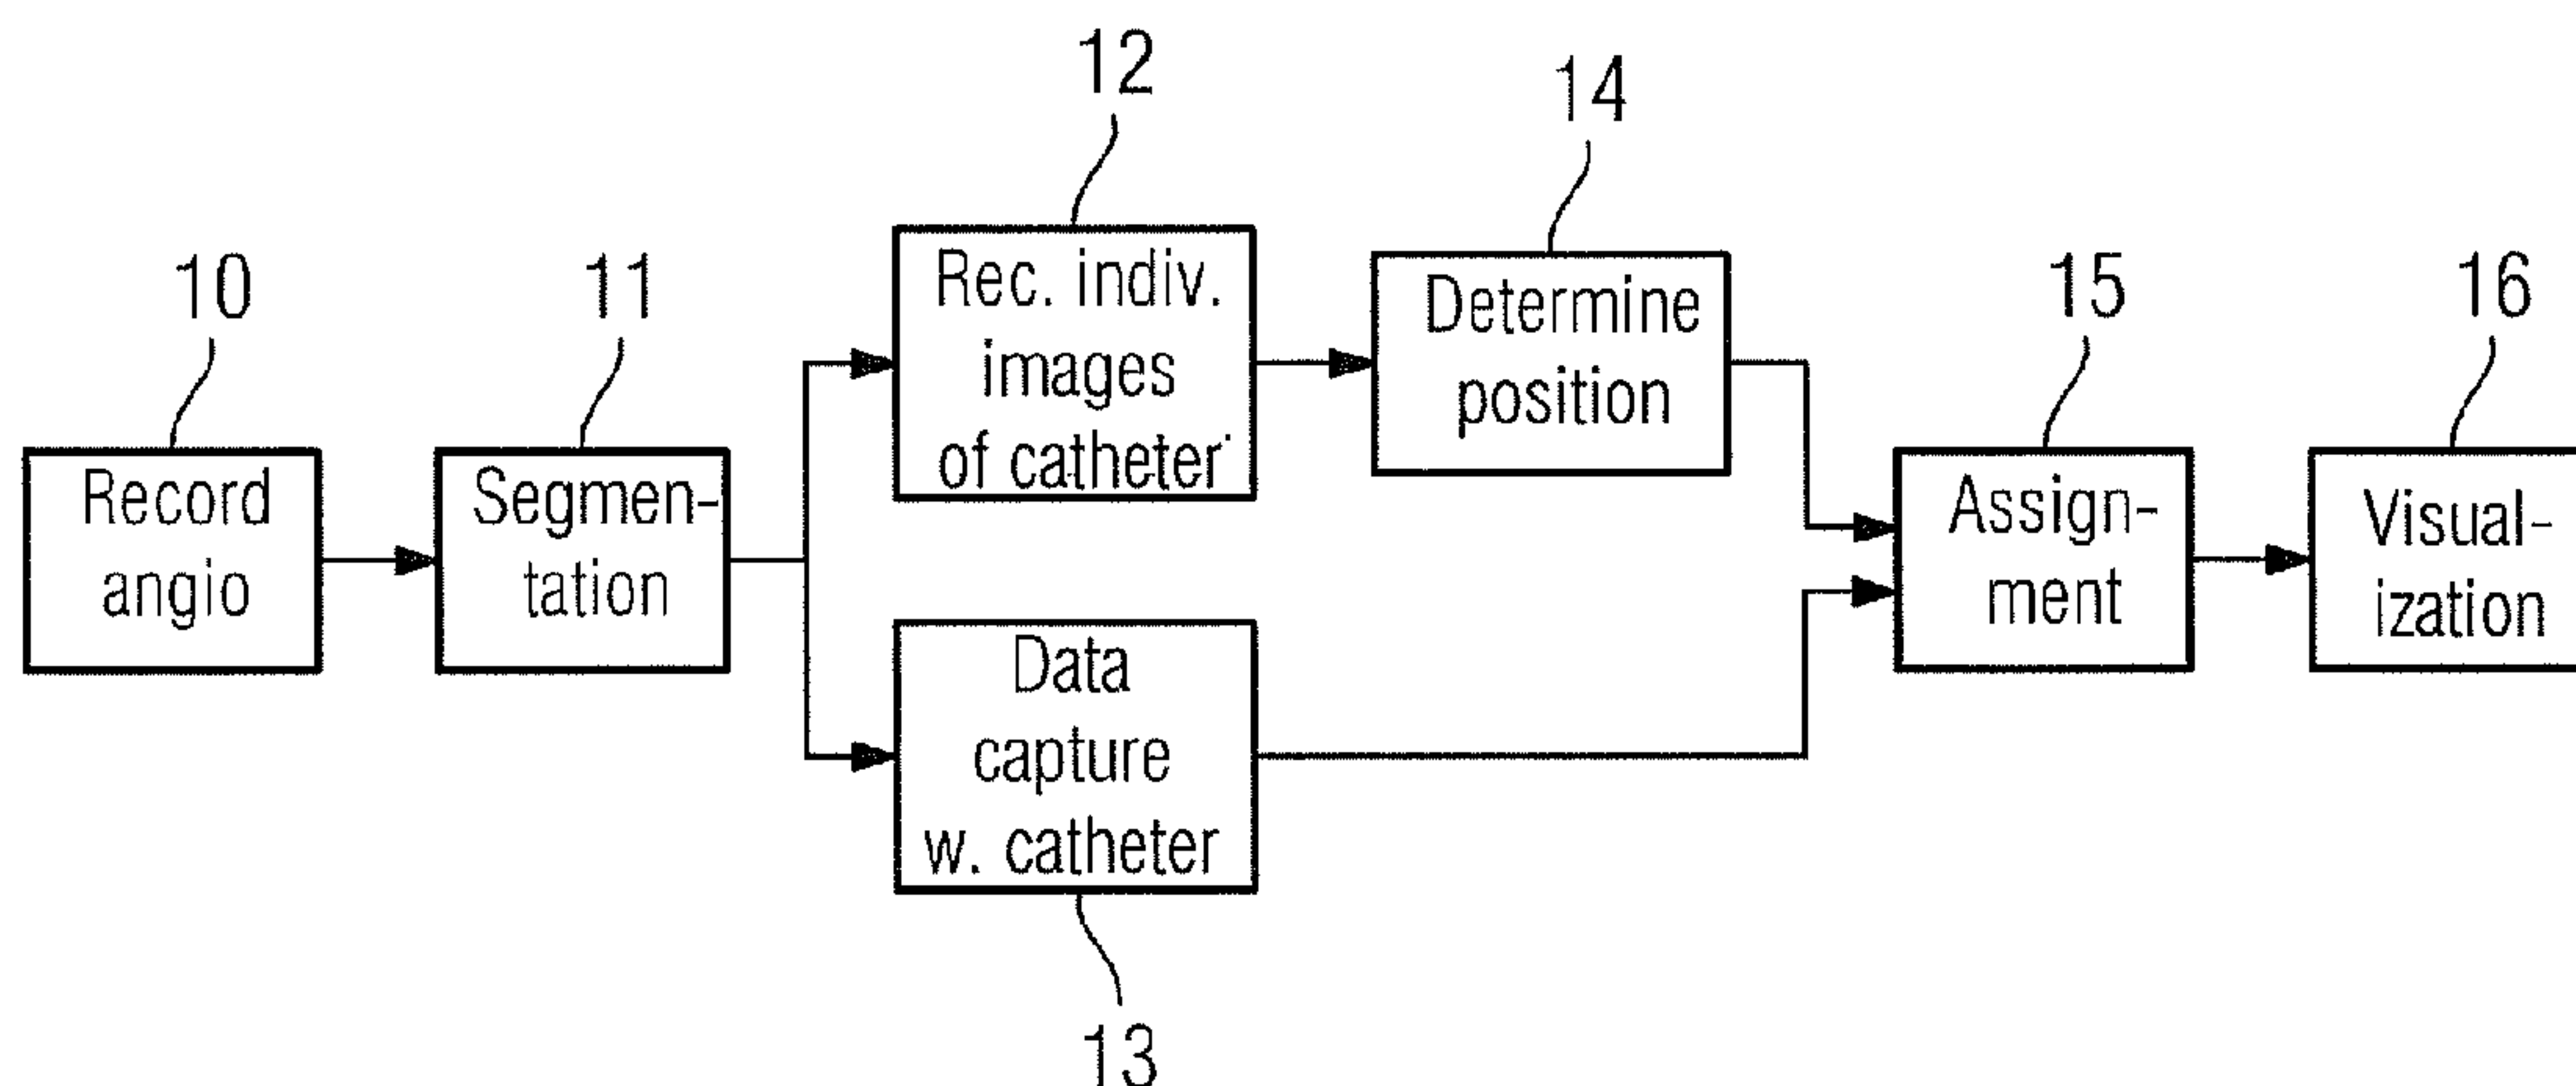 12
14
10
11
15
16
Rec. indiv.
images
of catheter
Determine
position
Record
angio
Segmen-
tation
Assign-
ment
Visual-
ization
Data
capture
w. catheter
13